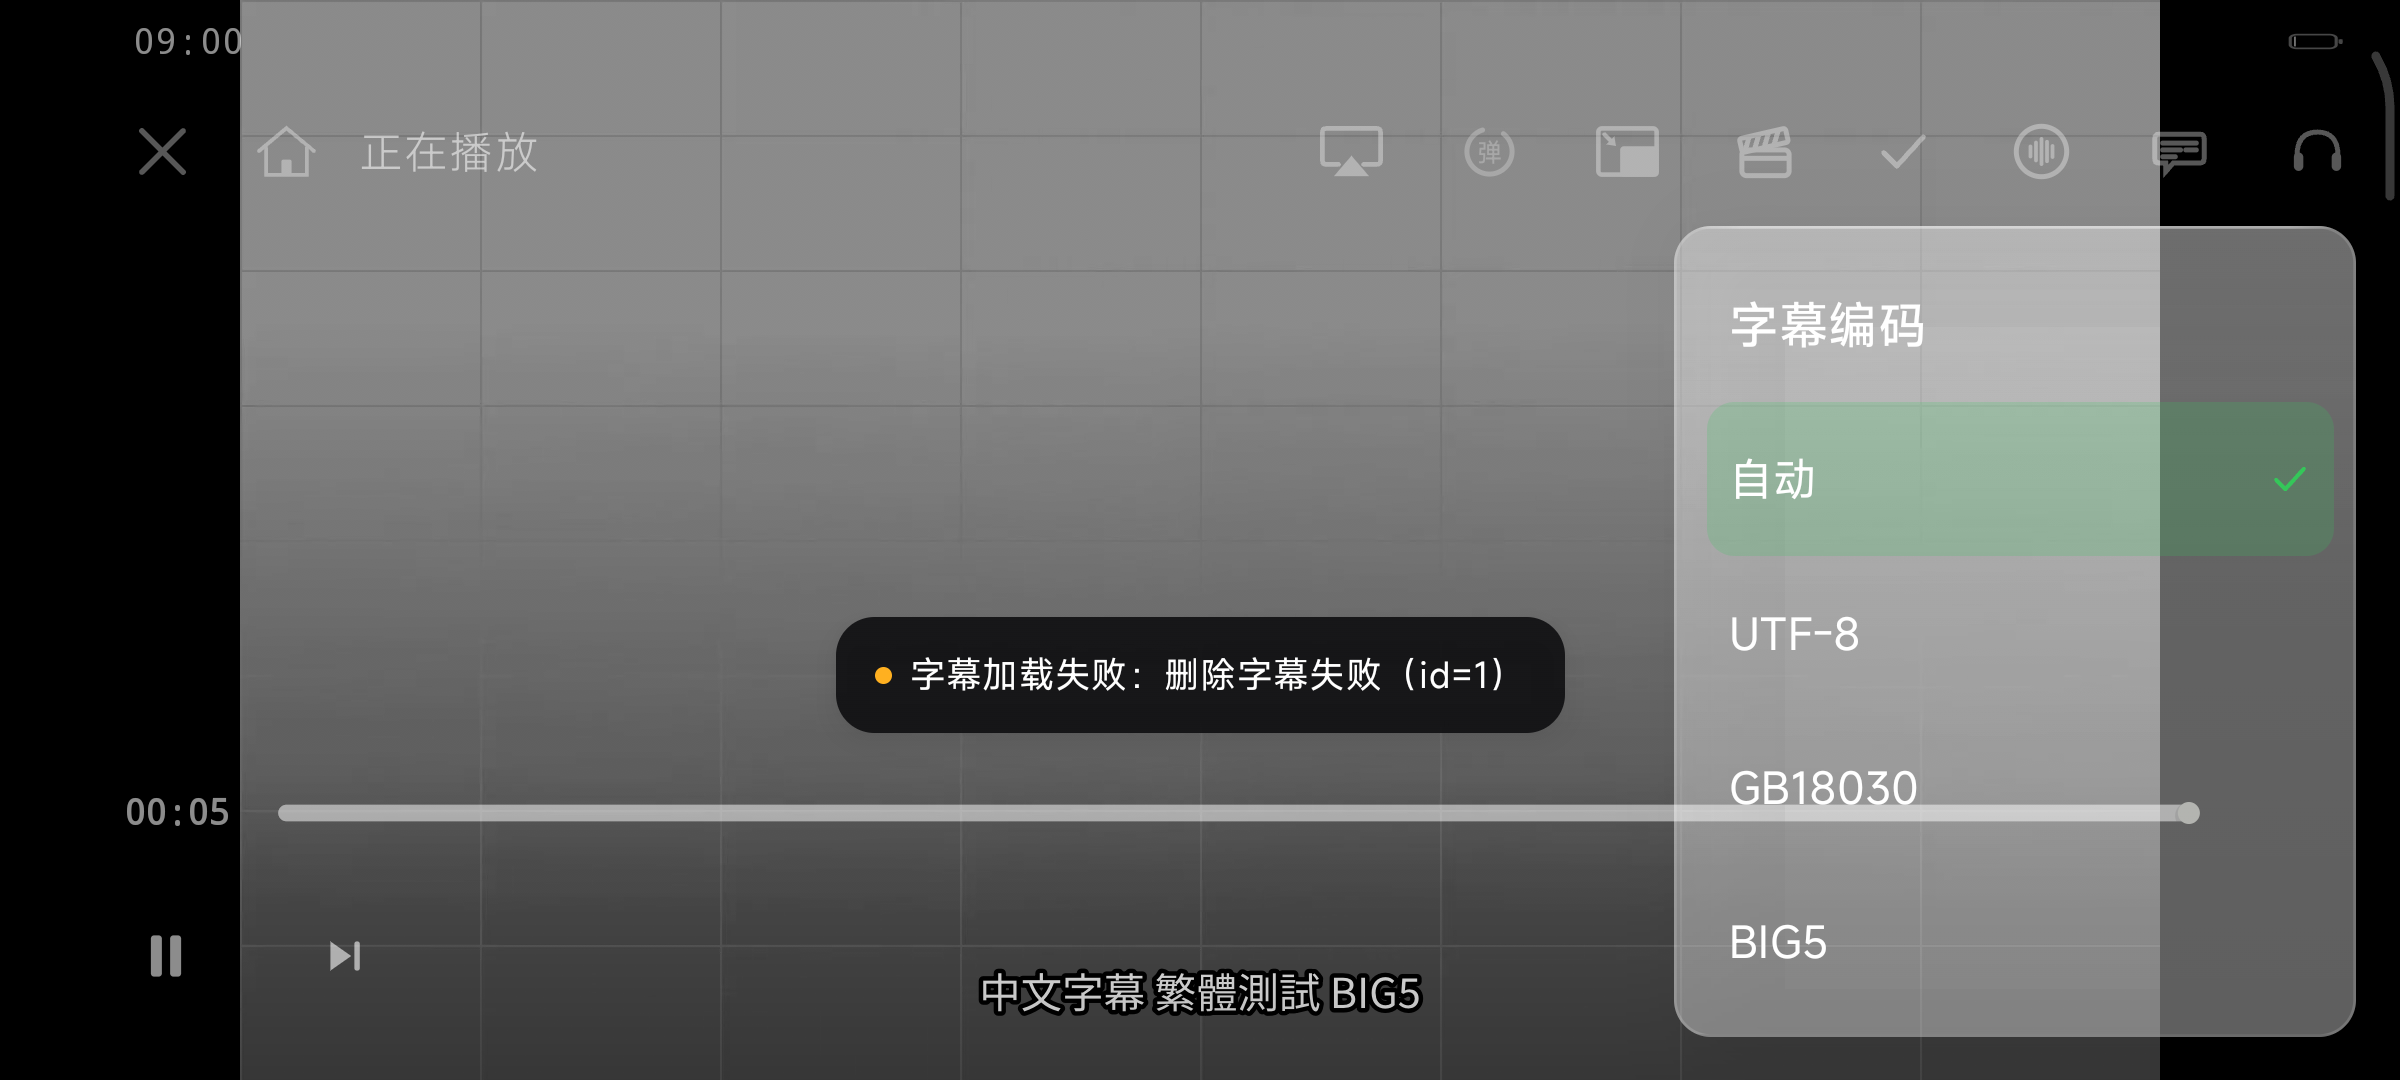 09:00
正在播放
弹
字幕编码
自动
UTF-8
字幕加载失败：删除字幕失败（id=1）
GB18030
00:05
BIG5
中文字幕 繁體測試 BIG5